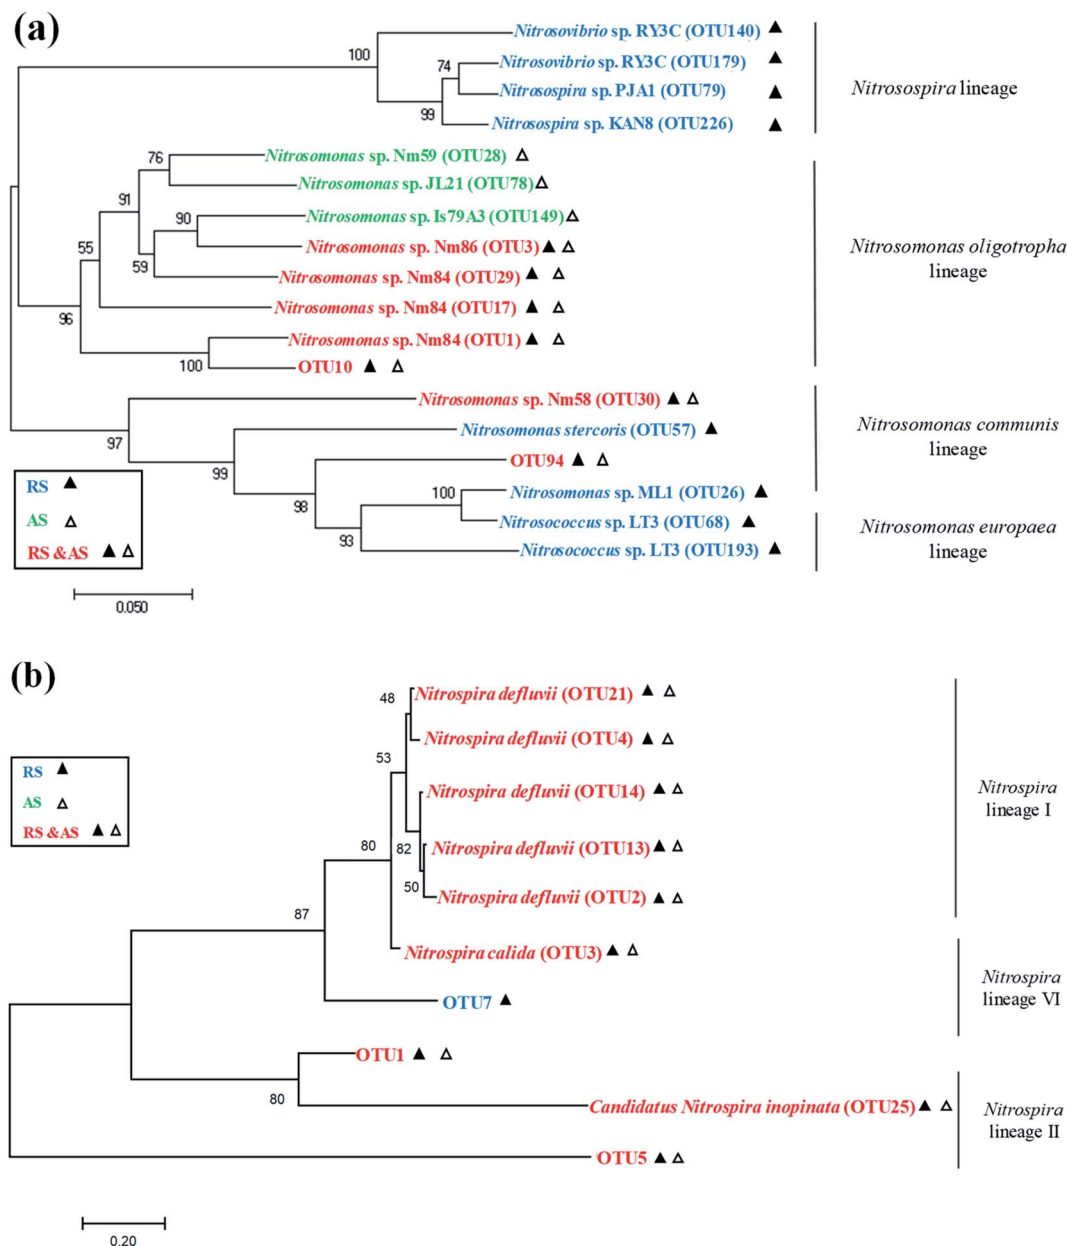 (a)
Nitrosovibrio sp. RY3C (OTU140) ▲
100
Nitrosovibrio sp. RY3C (OTU179) ▲
74
Nitrosospira sp. PJA1 (OTU79) ▲
Nitrosospira lineage
99
Nitrosospira sp. KAN8 (OTU226) ▲
76
Nitrosomonas sp. Nm59 (OTU28) △
Nitrosomonas sp. JL21 (OTU78) △
91
90
Nitrosomonas sp. Is79A3 (OTU149) △
55
Nitrosomonas sp. Nm86 (OTU3) ▲ △
Nitrosomonas oligotropha
lineage
59
Nitrosomonas sp. Nm84 (OTU29) ▲ △
Nitrosomonas sp. Nm84 (OTU17) ▲ △
96
Nitrosomonas sp. Nm84 (OTU1) ▲ △
100
OTU10 ▲ △
Nitrosomonas sp. Nm58 (OTU30) ▲ △
Nitrosomonas communis
lineage
97
Nitrosomonas stercoris (OTU57) ▲
99
OTU94 ▲ △
RS ▲
100
Nitrosomonas sp. ML1 (OTU26) ▲
98
AS △
Nitrosococcus sp. LT3 (OTU68) ▲
Nitrosomonas europaea
lineage
93
RS &AS ▲ △
Nitrosococcus sp. LT3 (OTU193) ▲
0.050
(b)
48
Nitrospira defluvii (OTU21) ▲ △
Nitrospira defluvii (OTU4) ▲ △
53
RS ▲
AS △
RS &AS ▲ △
Nitrospira defluvii (OTU14) ▲ △
Nitrospira
lineage I
80
82
Nitrospira defluvii (OTU13) ▲ △
50
Nitrospira defluvii (OTU2) ▲ △
87
Nitrospira calida (OTU3) ▲ △
Nitrospira
lineage VI
OTU7 ▲
OTU1 ▲ △
80
Candidatus Nitrospira inopinata (OTU25) ▲ △
Nitrospira
lineage II
OTU5 ▲ △
0.20